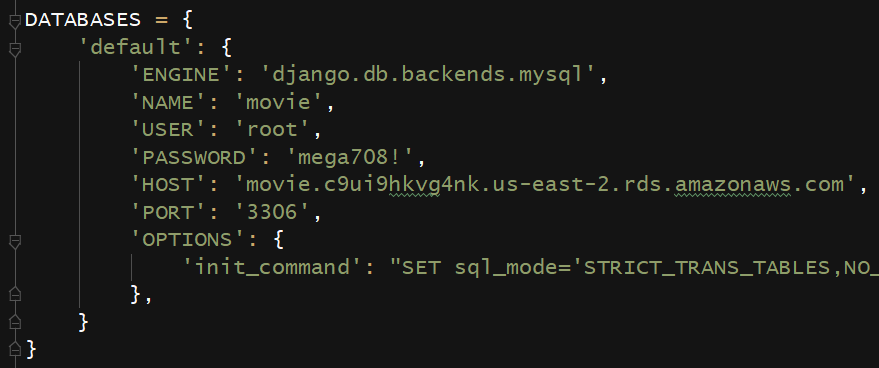 DATABASES = {
    'default': {
        'ENGINE': 'django.db.backends.mysql',
        'NAME': 'movie',
        'USER': 'root',
        'PASSWORD': 'mega708!',
        'HOST': 'movie.c9ui9hkvg4nk.us-east-2.rds.amazonaws.com',
        'PORT': '3306',
        'OPTIONS': {
            'init_command': "SET sql_mode='STRICT_TRANS_TABLES,NO_
        },
    }
}